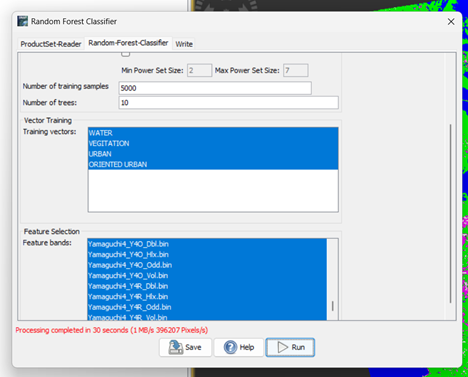 Random Forest Classifier
ProductSet-Reader Random-Forest-Classifier Write
Min Power Set Size: 2 Max Power Set Size: 7
Number of training samples 5000
Number of trees: 10
Vector Training
Training vectors: WATER
VEGITATION
URBAN
ORIENTED URBAN
Feature Selection
Feature bands: Yamaguchi4_Y4O_Dbl.bin
Yamaguchi4_Y4O_Hlx.bin
Yamaguchi4_Y4O_Odd.bin
Yamaguchi4_Y4O_Vol.bin
Yamaguchi4_Y4R_Dbl.bin
Yamaguchi4_Y4R_Hlx.bin
Yamaguchi4_Y4R_Odd.bin
Yamaguchi4_Y4R_Vol.bin
Processing completed in 30 seconds (1 MB/s 396207 Pixels/s)
Save Help Run